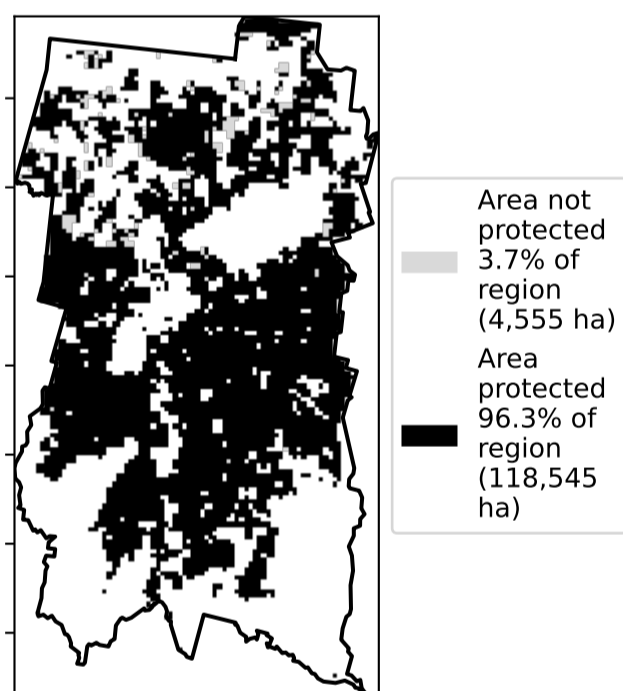 Area not
protected
3.7% of
region
(4,555 ha)
Area
protected
96.3% of
region
(118,545
ha)